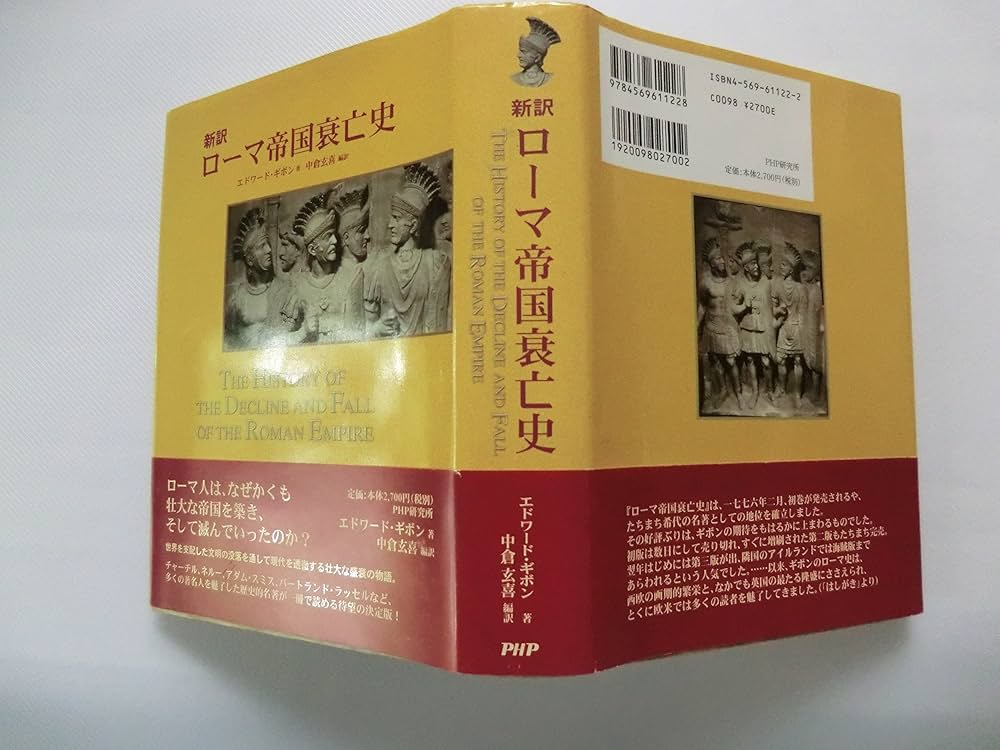 新訳
ローマ帝国衰亡史
エドワード・ギボン 著 中倉玄喜 編訳
THE HISTORY OF
THE DECLINE AND FALL
OF THE ROMAN EMPIRE
ローマ人は、なぜかくも
壮大な帝国を築き、
そして滅んでいったのか?
定価:本体2,700円(税別)
PHP研究所
エドワード・ギボン 著
中倉玄喜 編訳
世界を支配した文明の没落を通して現代を透視する壮大な盛衰の物語。
チャーチル、ネルー、アダム・スミス、バートランド・ラッセルなど、
多くの著名人を魅了した歴史的名著が一冊で読める待望の決定版!
新訳
ローマ帝国衰亡史
THE HISTORY OF THE DECLINE AND FALL
OF THE ROMAN EMPIRE
エドワード・ギボン 著
中倉玄喜 編訳
PHP
9784569611228
1920098027002
ISBN4-569-61122-2
C0098 ¥2700E
PHP研究所
定価:本体2,700円(税別)
『ローマ帝国衰亡史』は、一七七六年二月、初巻が発売されるや、
たちまち希代の名著としての地位を確立しました。
その好評ぶりは、ギボンの期待をもはるかに上まわるものでした。
初版は数日にして売り切れ、すぐに増刷された第二版もたちまち完売。
翌年はじめには第三版が出、隣国のアイルランドでは海賊版まで
あらわれるという人気でした。……以来、ギボンのローマ史は、
西欧の画期的繁栄と、なかでも英国の最たる隆盛にささえられ、
とくに欧米では多くの読者を魅了してきました。(「はしがき」より)